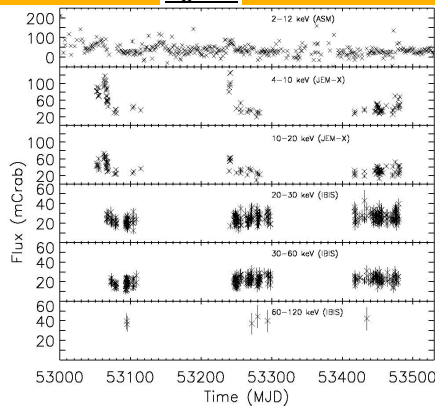 2-12 keV (ASM)
200
100
0
4-10 keV (JEM-X)
100
60
20
10-20 keV (JEM-X)
100
60
20
20-30 keV (IBIS)
60
40
20
30-60 keV (IBIS)
60
40
20
60-120 keV (IBIS)
60
40
20
Flux (mCrab)
53000 53100 53200 53300 53400 53500
Time (MJD)